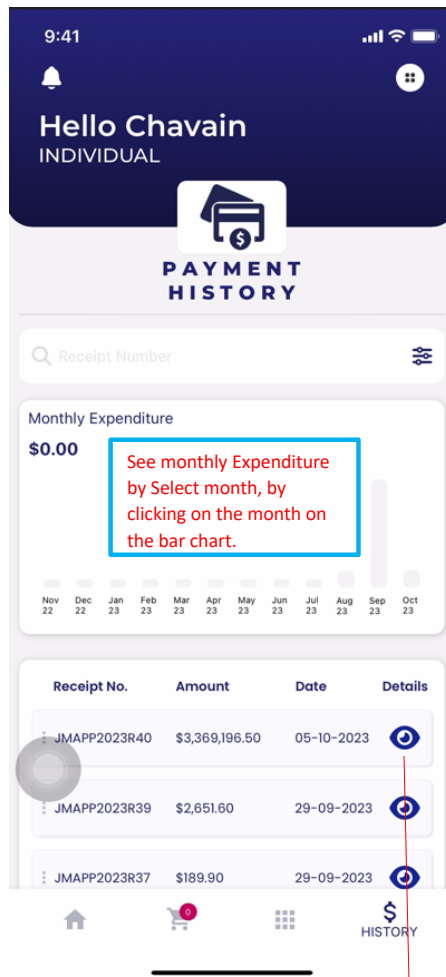 9:41
Hello Chavain
INDIVIDUAL
PAYMENT
HISTORY
Receipt Number
Monthly Expenditure
$0.00
See monthly Expenditure
by Select month, by
clicking on the month on
the bar chart.
Nov Dec Jan Feb Mar Apr May Jun Jul Aug Sep Oct
22 22 23 23 23 23 23 23 23 23 23 23
Receipt No. Amount Date Details
JMAPP2023R40 $3,369,196.50 05-10-2023
JMAPP2023R39 $2,651.60 29-09-2023
JMAPP2023R37 $189.90 29-09-2023
0
HISTORY